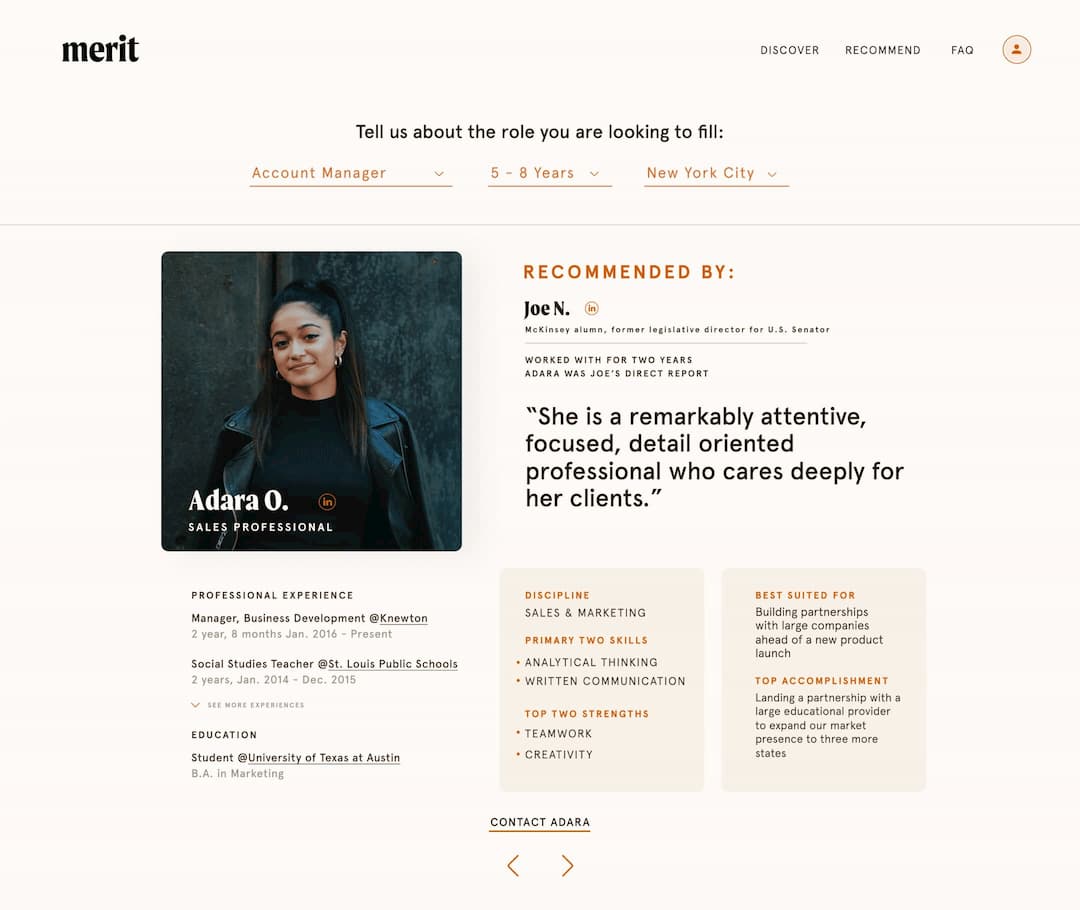 merit
DISCOVER
RECOMMEND
FAQ
Tell us about the role you are looking to fill:
Account Manager
5 - 8 Years
New York City
Adara O. in
SALES PROFESSIONAL
RECOMMENDED BY:
Joe N. in
McKinsey alumn, former legislative director for U.S. Senator
WORKED WITH FOR TWO YEARS
ADARA WAS JOE'S DIRECT REPORT
“She is a remarkably attentive,
focused, detail oriented
professional who cares deeply for
her clients.”
PROFESSIONAL EXPERIENCE
Manager, Business Development @Knewton
2 year, 8 months Jan. 2016 - Present
Social Studies Teacher @St. Louis Public Schools
2 years, Jan. 2014 - Dec. 2015
SEE MORE EXPERIENCES
EDUCATION
Student @University of Texas at Austin
B.A. in Marketing
DISCIPLINE
SALES & MARKETING
PRIMARY TWO SKILLS
• ANALYTICAL THINKING
• WRITTEN COMMUNICATION
TOP TWO STRENGTHS
• TEAMWORK
• CREATIVITY
BEST SUITED FOR
Building partnerships
with large companies
ahead of a new product
launch
TOP ACCOMPLISHMENT
Landing a partnership with a
large educational provider
to expand our market
presence to three more
states
CONTACT ADARA